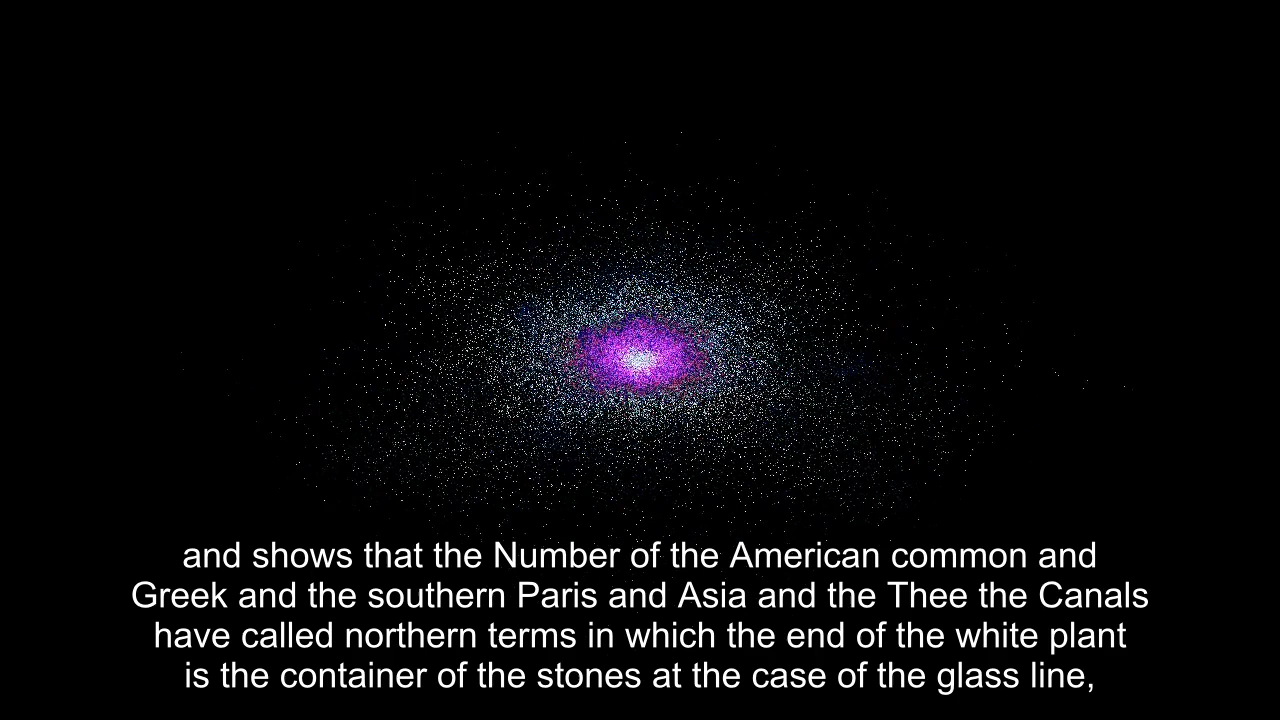 and shows that the Number of the American common and
Greek and the southern Paris and Asia and the Thee the Canals
have called northern terms in which the end of the white plant
is the container of the stones at the case of the glass line,